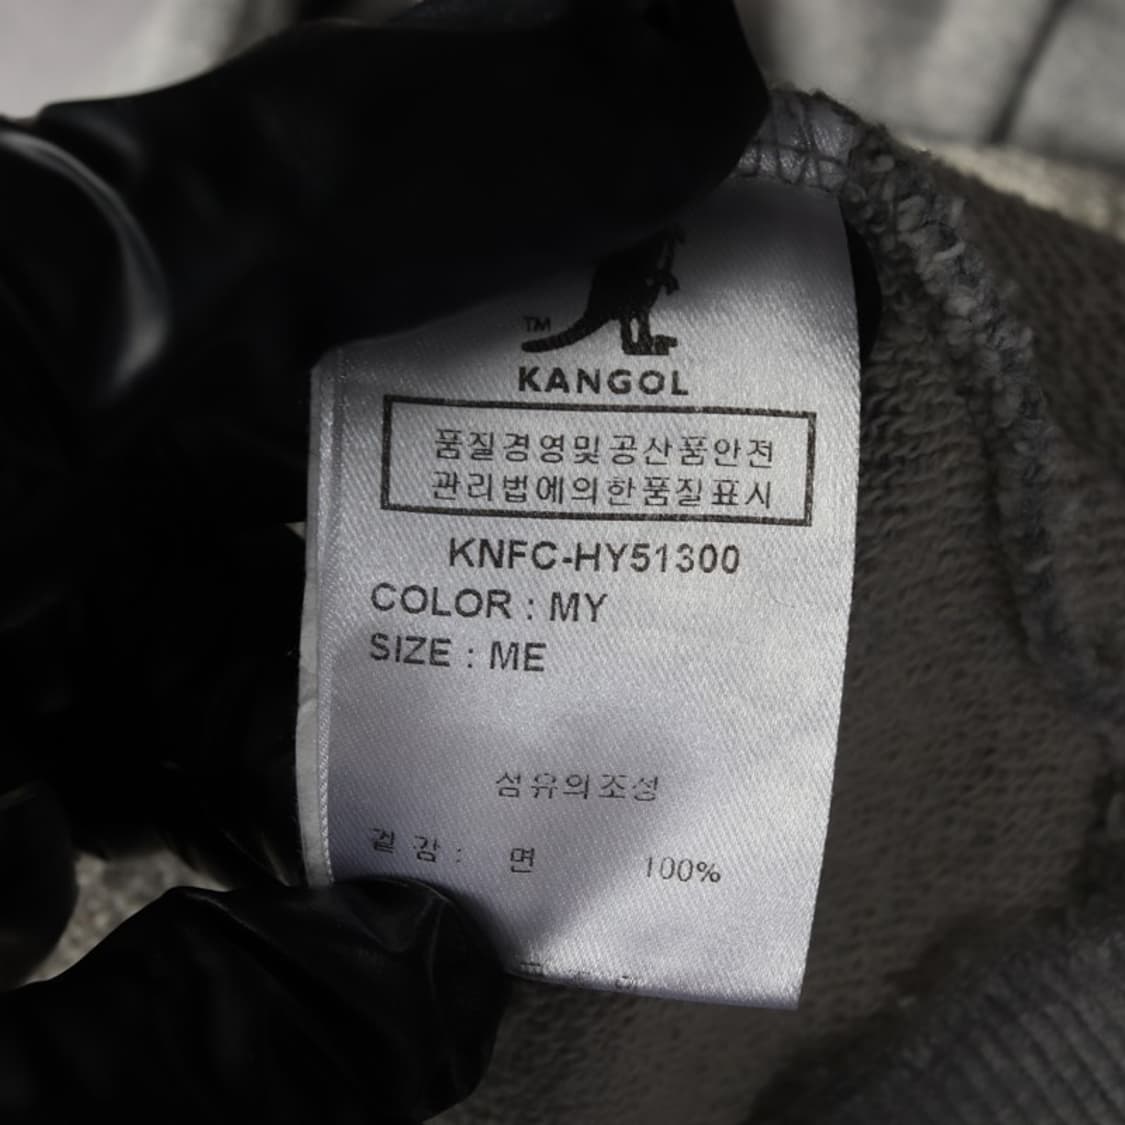 TM
KANGOL
품질경영및공산품안전
관리법에의한품질표시
KNFC-HY51300
COLOR : MY
SIZE : ME
섬유의조성
겉 감 : 면 100%